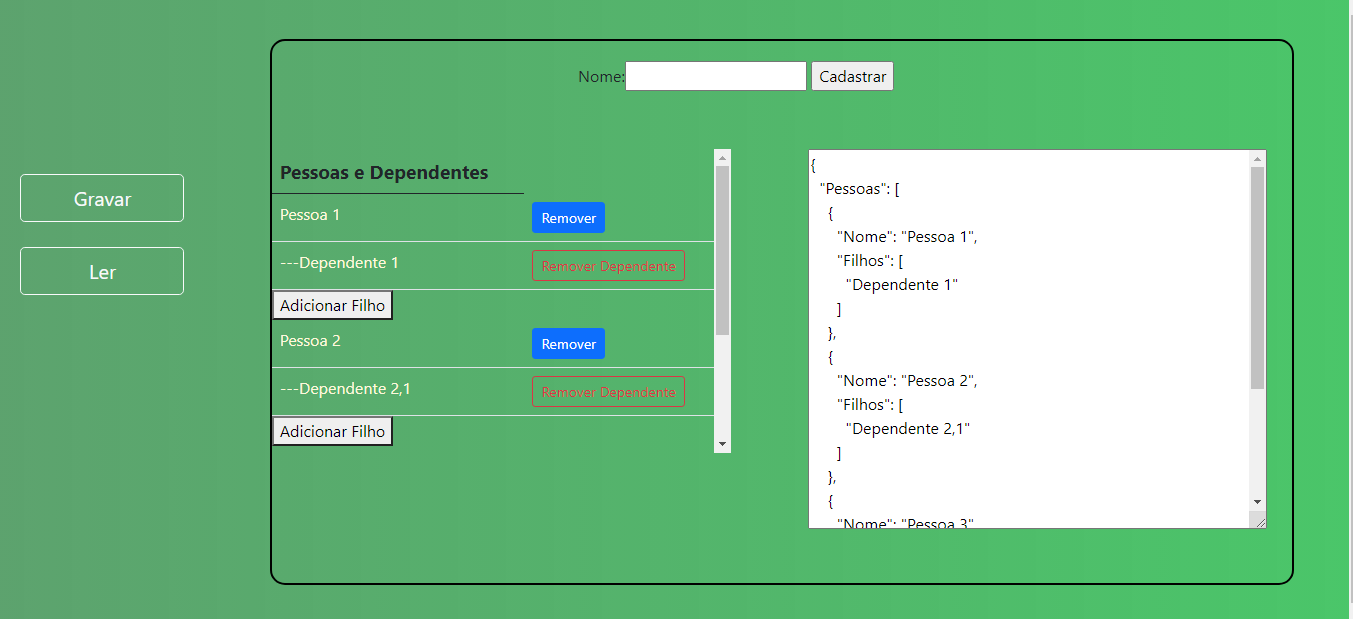 Nome: Cadastrar
Gravar
Ler
Pessoas e Dependentes
Pessoa 1 Remover
---Dependente 1 Remover Dependente
Adicionar Filho
Pessoa 2 Remover
---Dependente 2,1 Remover Dependente
Adicionar Filho
{
"Pessoas": [
{
"Nome": "Pessoa 1",
"Filhos": [
"Dependente 1"
]
},
{
"Nome": "Pessoa 2",
"Filhos": [
"Dependente 2,1"
]
},
{
"Nome": "Pessoa 3"